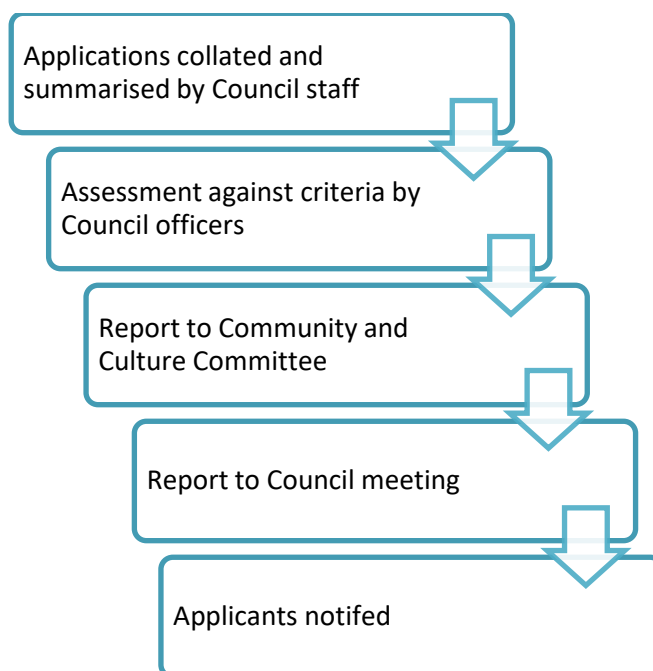 Applications collated and
summarised by Council staff
Assessment against criteria by
Council officers
Report to Community and
Culture Committee
Report to Council meeting
Applicants notifed